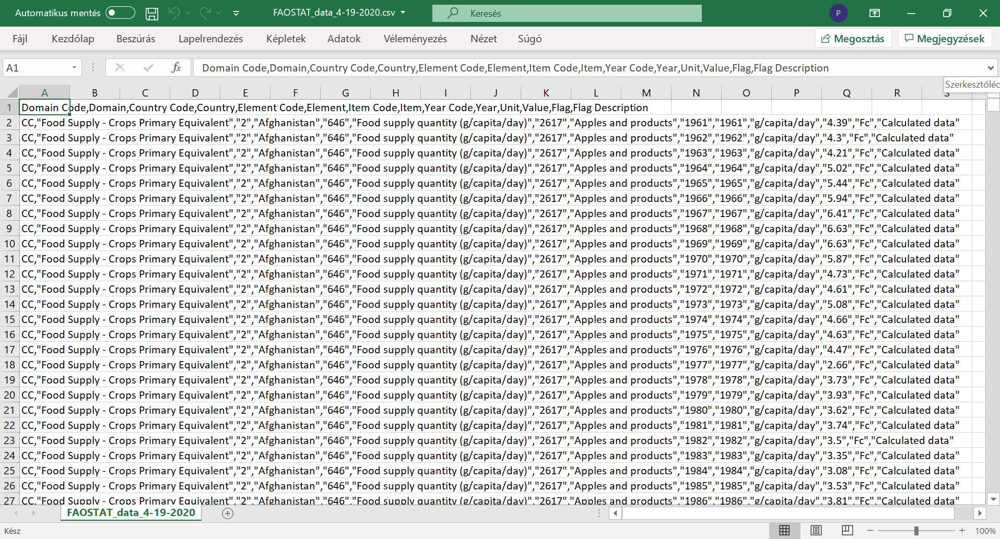 Automatikus mentés
FAOSTAT_data_4-19-2020.csv
Keresés
P
Fájl Kezdőlap Beszúrás Lapelrendezés Képletek Adatok Véleményezés Nézet Súgó Megosztás Megjegyzések
A1 fx Domain Code,Domain,Country Code,Country,Element Code,Element,Item Code,Item,Year Code,Year,Unit,Value,Flag,Flag Description
Szerkesztőléc
A B C D E F G H I J K L M N O P Q R S
1 Domain Code,Domain,Country Code,Country,Element Code,Element,Item Code,Item,Year Code,Year,Unit,Value,Flag,Flag Description
2 CC,"Food Supply - Crops Primary Equivalent","2","Afghanistan","646","Food supply quantity (g/capita/day)","2617","Apples and products","1961","1961","g/capita/day","4.39","Fc","Calculated data"
3 CC,"Food Supply - Crops Primary Equivalent","2","Afghanistan","646","Food supply quantity (g/capita/day)","2617","Apples and products","1962","1962","g/capita/day","4.3","Fc","Calculated data"
4 CC,"Food Supply - Crops Primary Equivalent","2","Afghanistan","646","Food supply quantity (g/capita/day)","2617","Apples and products","1963","1963","g/capita/day","4.21","Fc","Calculated data"
5 CC,"Food Supply - Crops Primary Equivalent","2","Afghanistan","646","Food supply quantity (g/capita/day)","2617","Apples and products","1964","1964","g/capita/day","5.02","Fc","Calculated data"
6 CC,"Food Supply - Crops Primary Equivalent","2","Afghanistan","646","Food supply quantity (g/capita/day)","2617","Apples and products","1965","1965","g/capita/day","5.44","Fc","Calculated data"
7 CC,"Food Supply - Crops Primary Equivalent","2","Afghanistan","646","Food supply quantity (g/capita/day)","2617","Apples and products","1966","1966","g/capita/day","5.94","Fc","Calculated data"
8 CC,"Food Supply - Crops Primary Equivalent","2","Afghanistan","646","Food supply quantity (g/capita/day)","2617","Apples and products","1967","1967","g/capita/day","6.41","Fc","Calculated data"
9 CC,"Food Supply - Crops Primary Equivalent","2","Afghanistan","646","Food supply quantity (g/capita/day)","2617","Apples and products","1968","1968","g/capita/day","6.63","Fc","Calculated data"
10 CC,"Food Supply - Crops Primary Equivalent","2","Afghanistan","646","Food supply quantity (g/capita/day)","2617","Apples and products","1969","1969","g/capita/day","6.63","Fc","Calculated data"
11 CC,"Food Supply - Crops Primary Equivalent","2","Afghanistan","646","Food supply quantity (g/capita/day)","2617","Apples and products","1970","1970","g/capita/day","5.87","Fc","Calculated data"
12 CC,"Food Supply - Crops Primary Equivalent","2","Afghanistan","646","Food supply quantity (g/capita/day)","2617","Apples and products","1971","1971","g/capita/day","4.73","Fc","Calculated data"
13 CC,"Food Supply - Crops Primary Equivalent","2","Afghanistan","646","Food supply quantity (g/capita/day)","2617","Apples and products","1972","1972","g/capita/day","4.61","Fc","Calculated data"
14 CC,"Food Supply - Crops Primary Equivalent","2","Afghanistan","646","Food supply quantity (g/capita/day)","2617","Apples and products","1973","1973","g/capita/day","5.08","Fc","Calculated data"
15 CC,"Food Supply - Crops Primary Equivalent","2","Afghanistan","646","Food supply quantity (g/capita/day)","2617","Apples and products","1974","1974","g/capita/day","4.66","Fc","Calculated data"
16 CC,"Food Supply - Crops Primary Equivalent","2","Afghanistan","646","Food supply quantity (g/capita/day)","2617","Apples and products","1975","1975","g/capita/day","4.63","Fc","Calculated data"
17 CC,"Food Supply - Crops Primary Equivalent","2","Afghanistan","646","Food supply quantity (g/capita/day)","2617","Apples and products","1976","1976","g/capita/day","4.47","Fc","Calculated data"
18 CC,"Food Supply - Crops Primary Equivalent","2","Afghanistan","646","Food supply quantity (g/capita/day)","2617","Apples and products","1977","1977","g/capita/day","2.66","Fc","Calculated data"
19 CC,"Food Supply - Crops Primary Equivalent","2","Afghanistan","646","Food supply quantity (g/capita/day)","2617","Apples and products","1978","1978","g/capita/day","3.73","Fc","Calculated data"
20 CC,"Food Supply - Crops Primary Equivalent","2","Afghanistan","646","Food supply quantity (g/capita/day)","2617","Apples and products","1979","1979","g/capita/day","3.93","Fc","Calculated data"
21 CC,"Food Supply - Crops Primary Equivalent","2","Afghanistan","646","Food supply quantity (g/capita/day)","2617","Apples and products","1980","1980","g/capita/day","3.62","Fc","Calculated data"
22 CC,"Food Supply - Crops Primary Equivalent","2","Afghanistan","646","Food supply quantity (g/capita/day)","2617","Apples and products","1981","1981","g/capita/day","3.74","Fc","Calculated data"
23 CC,"Food Supply - Crops Primary Equivalent","2","Afghanistan","646","Food supply quantity (g/capita/day)","2617","Apples and products","1982","1982","g/capita/day","3.5","Fc","Calculated data"
24 CC,"Food Supply - Crops Primary Equivalent","2","Afghanistan","646","Food supply quantity (g/capita/day)","2617","Apples and products","1983","1983","g/capita/day","3.35","Fc","Calculated data"
25 CC,"Food Supply - Crops Primary Equivalent","2","Afghanistan","646","Food supply quantity (g/capita/day)","2617","Apples and products","1984","1984","g/capita/day","3.08","Fc","Calculated data"
26 CC,"Food Supply - Crops Primary Equivalent","2","Afghanistan","646","Food supply quantity (g/capita/day)","2617","Apples and products","1985","1985","g/capita/day","3.53","Fc","Calculated data"
27 CC,"Food Supply - Crops Primary Equivalent","2","Afghanistan","646","Food supply quantity (g/capita/day)","2617","Apples and products","1986","1986","g/capita/day","3.81","Fc","Calculated data"
FAOSTAT_data_4-19-2020
Kész
100%